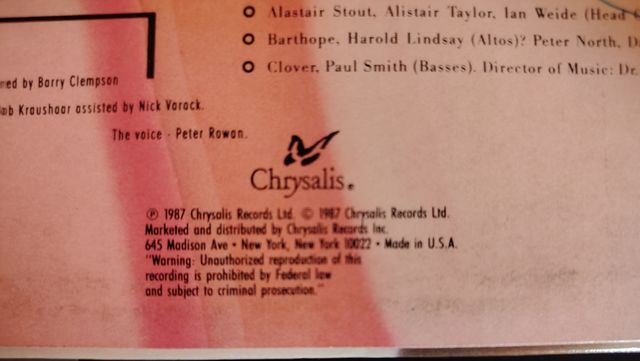 Alastair Stout, Alistair Taylor, Ian Weide (Head
Barthope, Harold Lindsay (Altos)? Peter North,
Clover, Paul Smith (Basses). Director of Music: Dr.
by Barry Clempson
Kraushaar assisted by Nick Varack.
The voice - Peter Rowan.
Chrysalis®
℗ 1987 Chrysalis Records Ltd. © 1987 Chrysalis Records Ltd.
Marketed and distributed by Chrysalis Records Inc.
645 Madison Ave • New York, New York 10022 • Made in U.S.A.
"Warning: Unauthorized reproduction of this
recording is prohibited by Federal law
and subject to criminal prosecution."